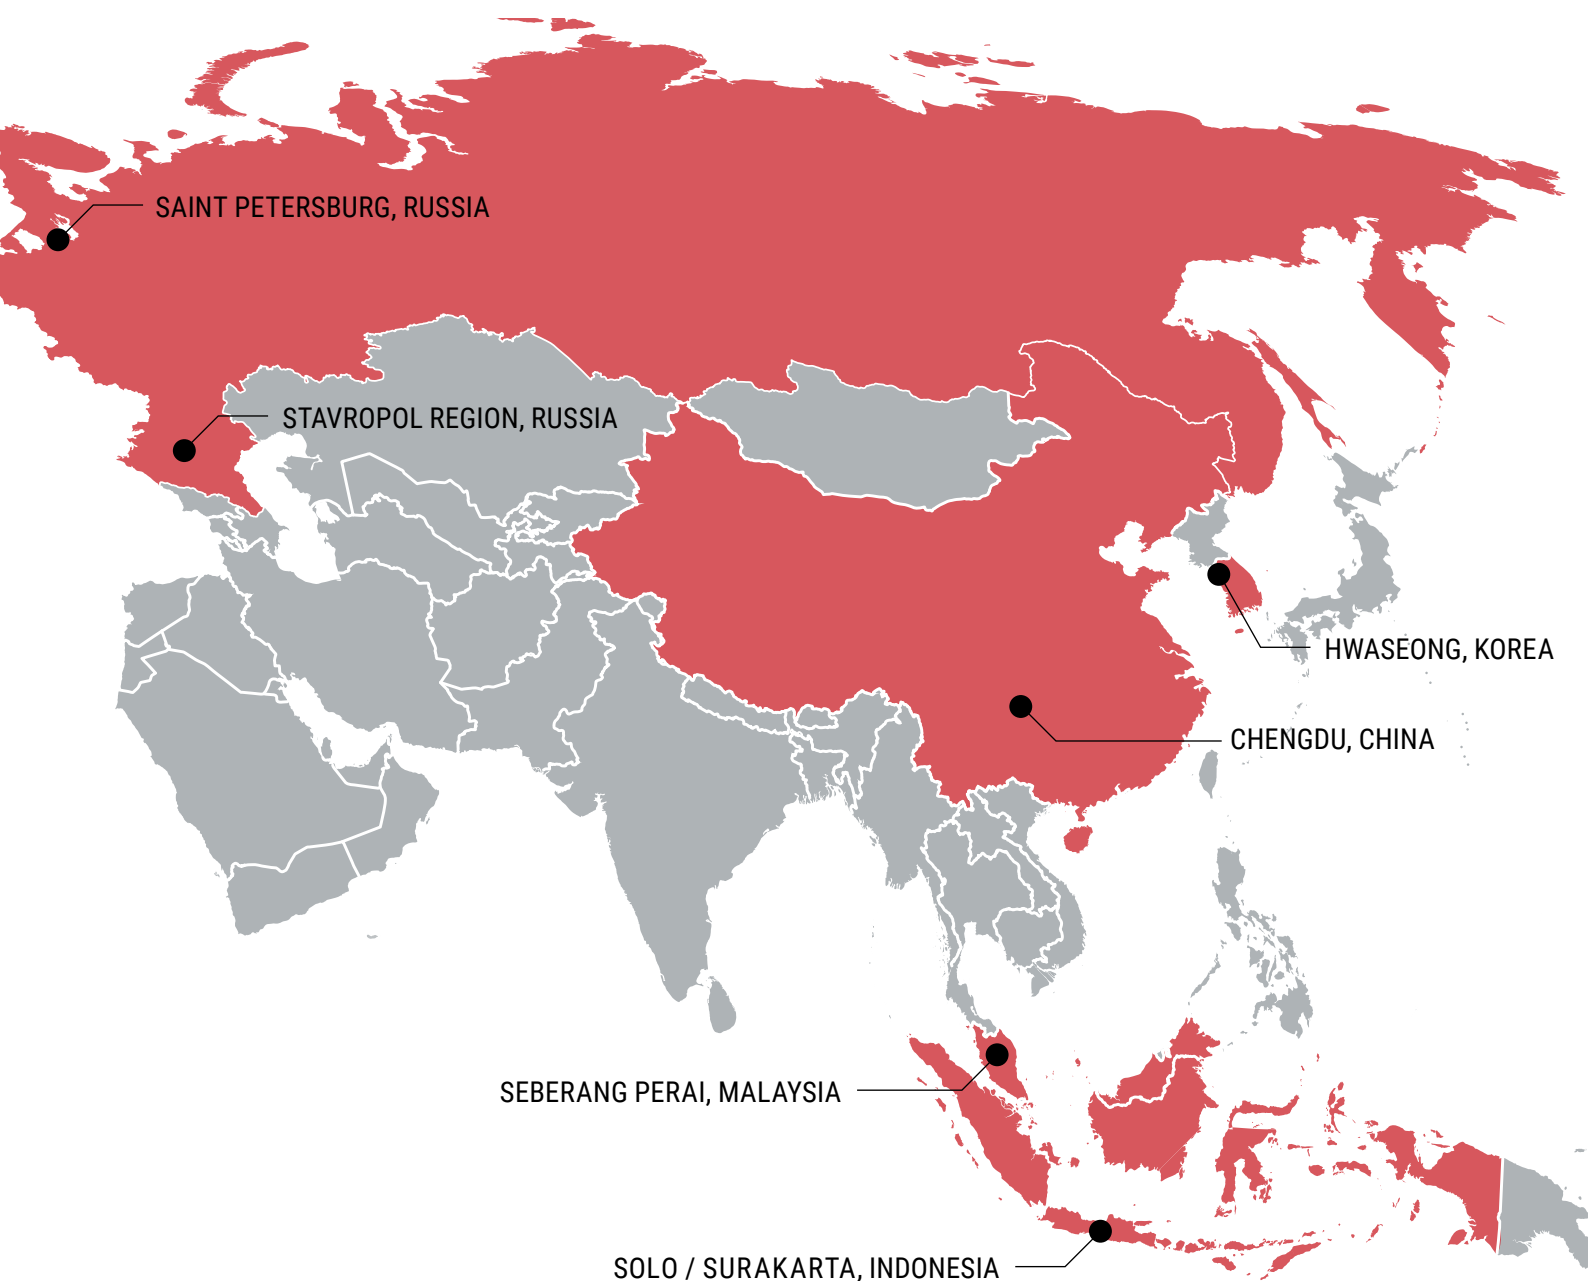 SAINT PETERSBURG, RUSSIA
STAVROPOL REGION, RUSSIA
HWASEONG, KOREA
CHENGDU, CHINA
SEBERANG PERAI, MALAYSIA
SOLO / SURAKARTA, INDONESIA